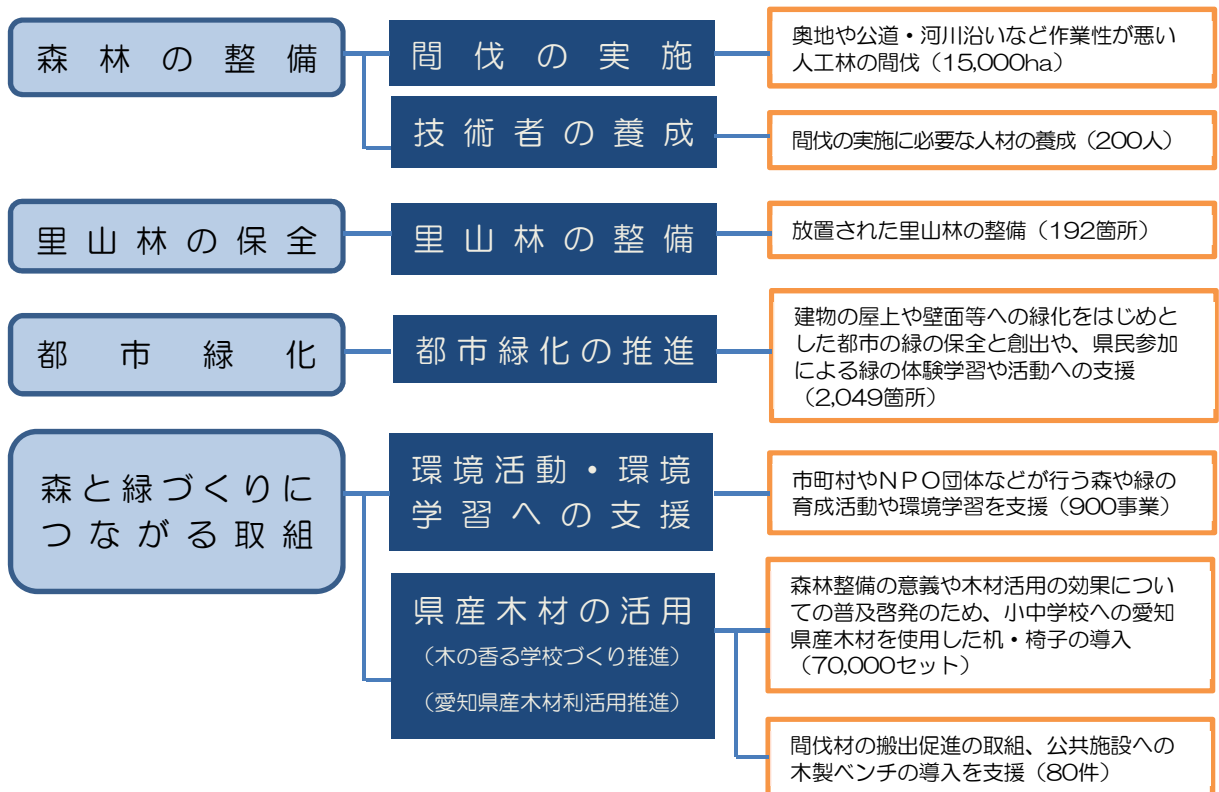 森林の整備
間伐の実施
奥地や公道・河川沿いなど作業性が悪い
人工林の間伐（15,000ha）
技術者の養成
間伐の実施に必要な人材の養成（200人）
里山林の保全
里山林の整備
放置された里山林の整備（192箇所）
都市緑化
都市緑化の推進
建物の屋上や壁面等への緑化をはじめと
した都市の緑の保全と創出や、県民参加
による緑の体験学習や活動への支援
（2,049箇所）
森と緑づくりに
つながる取組
環境活動・環境
学習への支援
市町村やＮＰＯ団体などが行う森や緑の
育成活動や環境学習を支援（900事業）
県産木材の活用
（木の香る学校づくり推進）
（愛知県産木材利活用推進）
森林整備の意義や木材活用の効果につい
ての普及啓発のため、小中学校への愛知
県産木材を使用した机・椅子の導入
（70,000セット）
間伐材の搬出促進の取組、公共施設への
木製ベンチの導入を支援（80件）